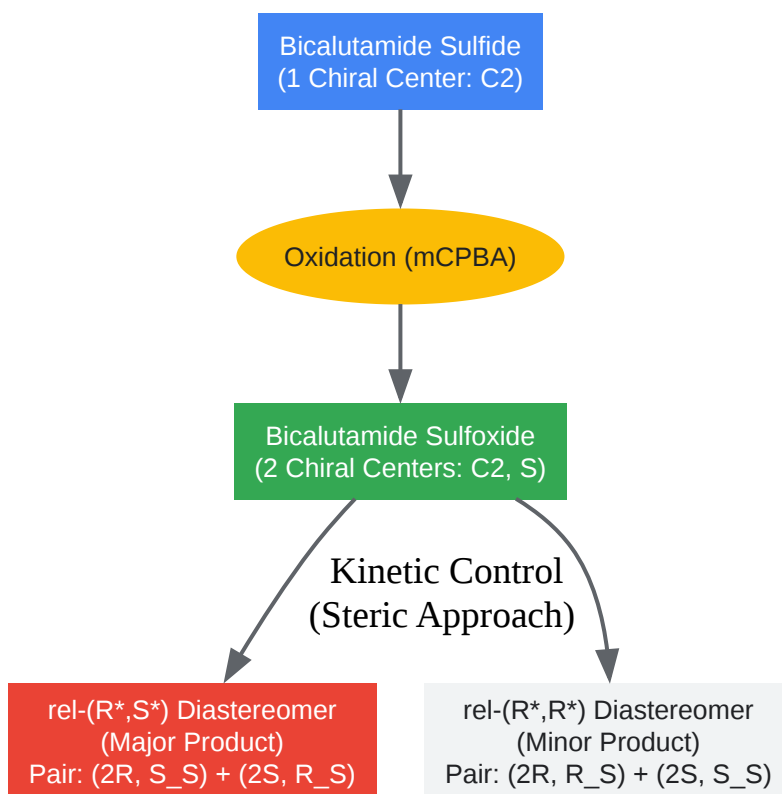 Bicalutamide Sulfide
(1 Chiral Center: C2)
Oxidation (mCPBA)
Bicalutamide Sulfoxide
(2 Chiral Centers: C2, S)
Kinetic Control
(Steric Approach)
rel-(R*,S*) Diastereomer
(Major Product)
Pair: (2R, S_S) + (2S, R_S)
rel-(R*,R*) Diastereomer
(Minor Product)
Pair: (2R, R_S) + (2S, S_S)